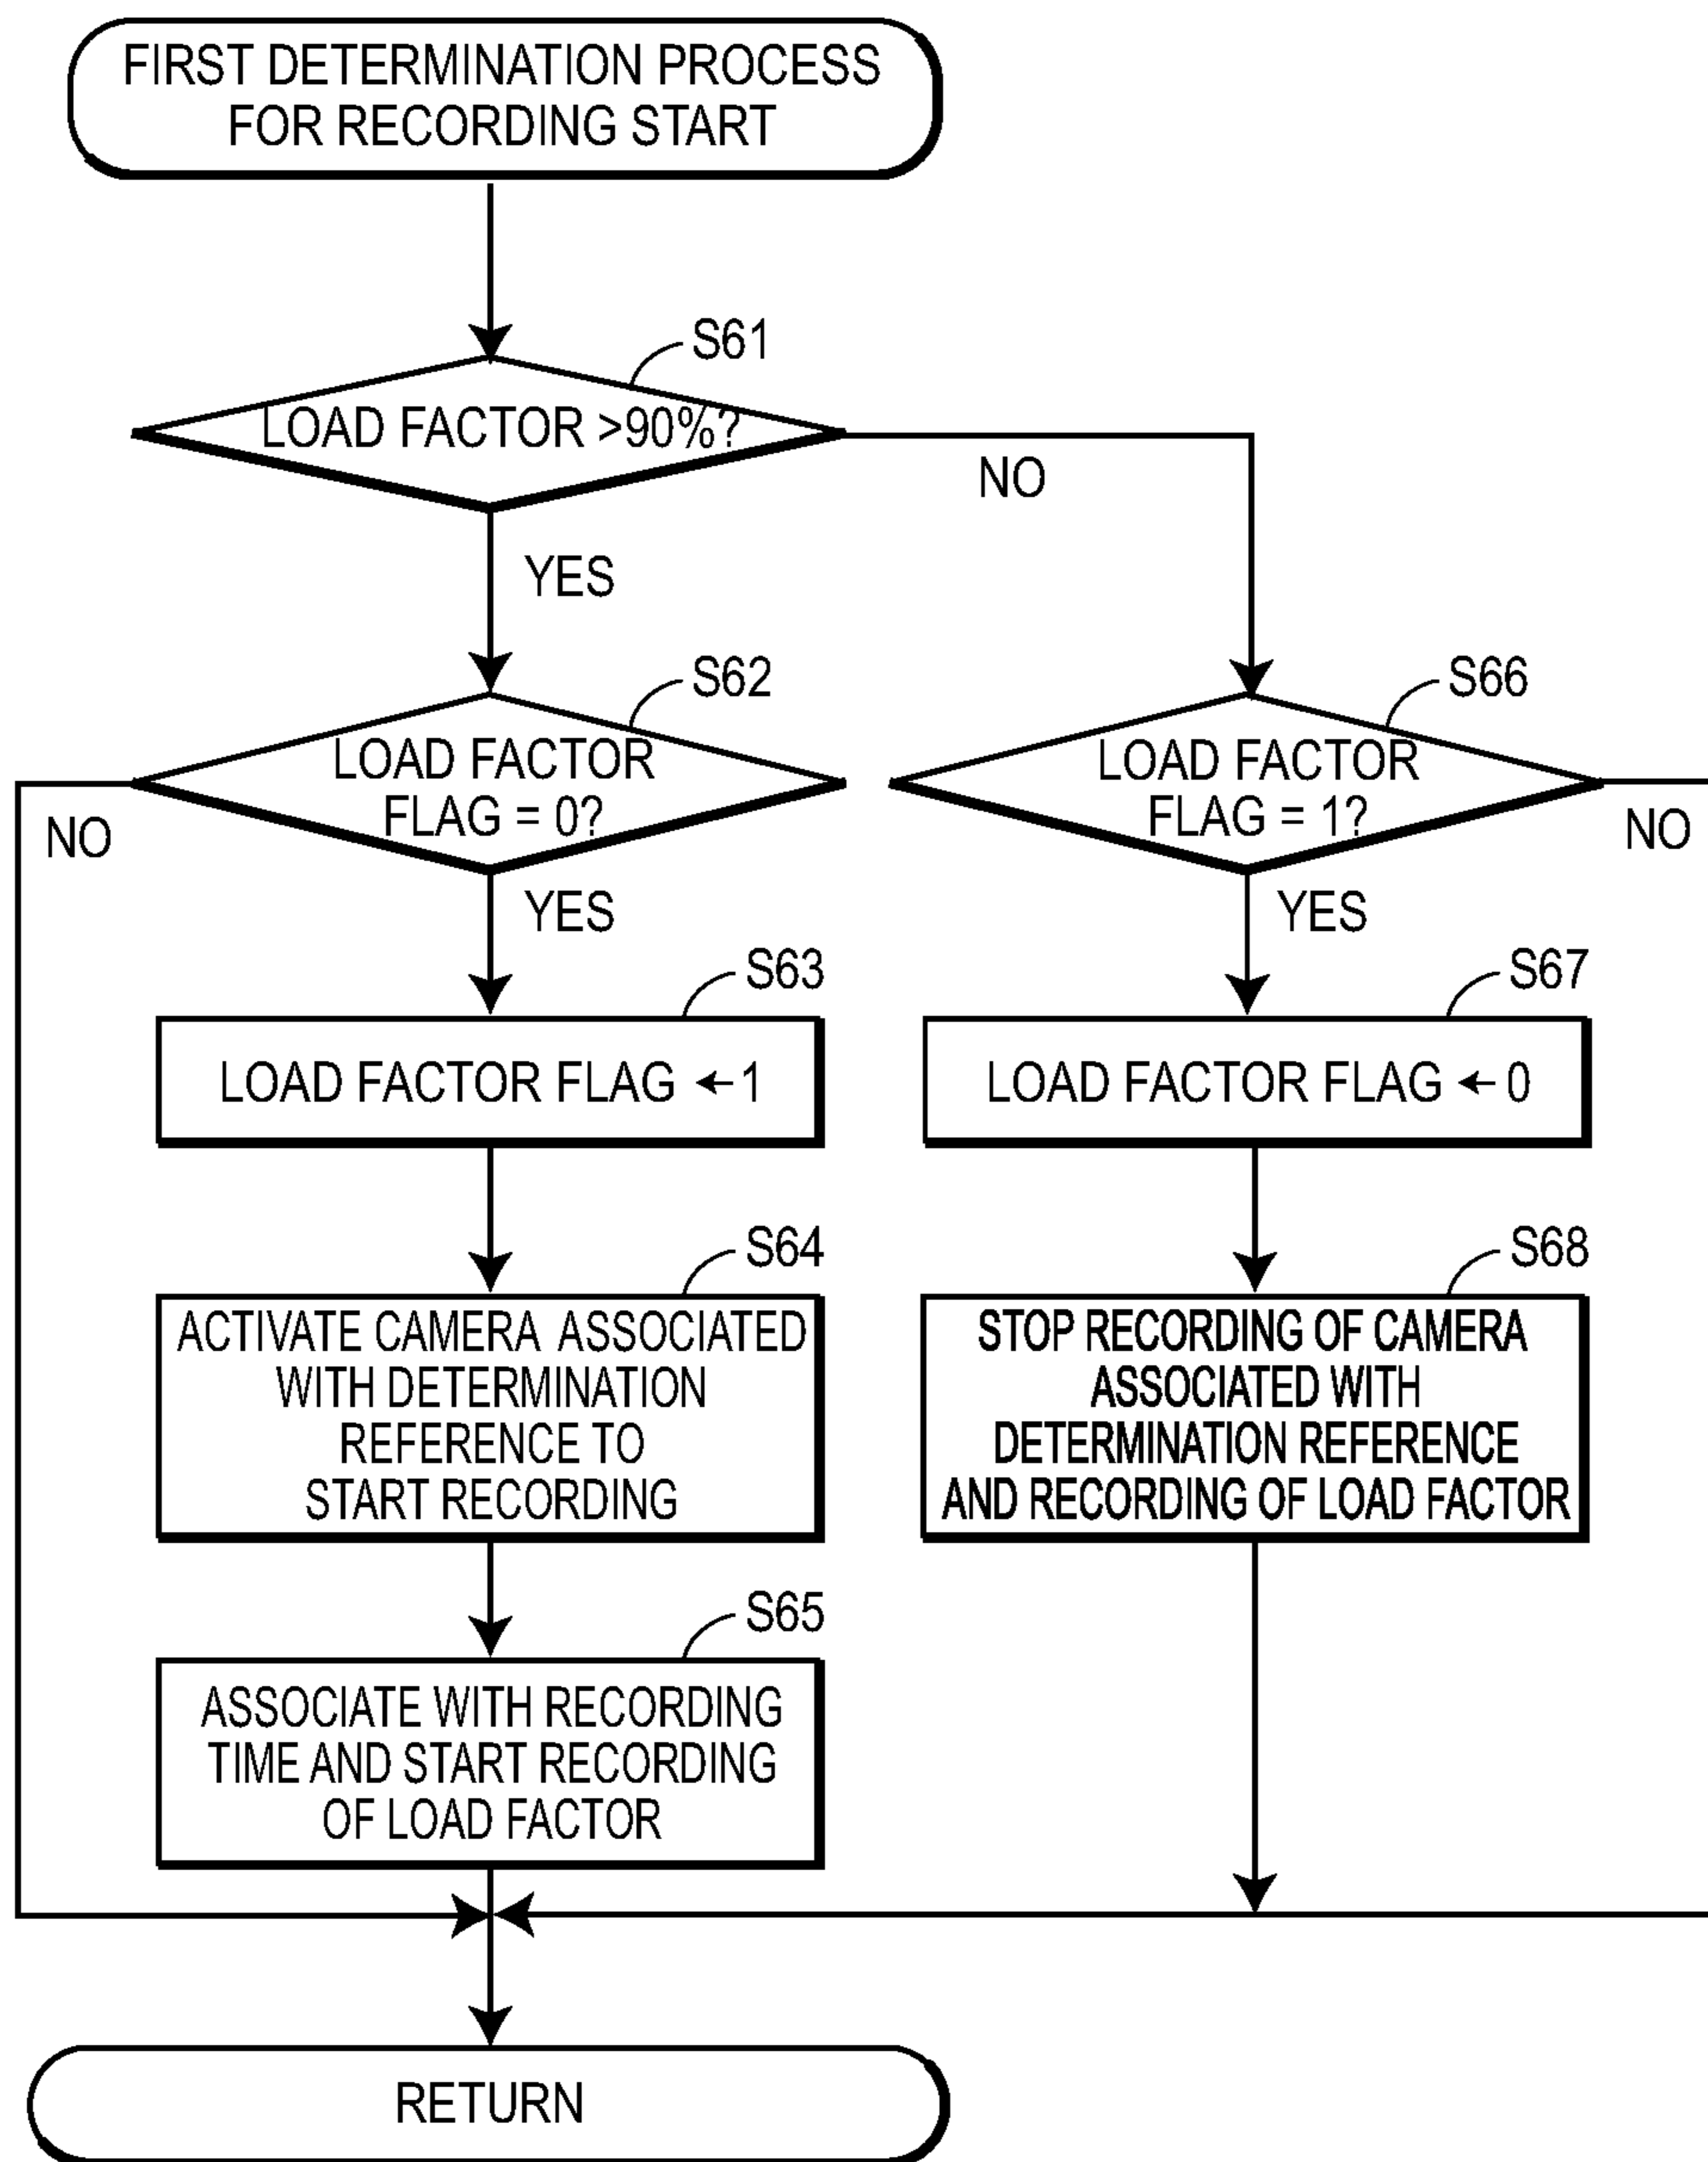 FIRST DETERMINATION PROCESS
FOR RECORDING START
S61
LOAD FACTOR >90%?
NO
YES
S62
LOAD FACTOR
FLAG = 0?
NO
YES
S66
LOAD FACTOR
FLAG = 1?
NO
YES
S63
LOAD FACTOR FLAG ← 1
S67
LOAD FACTOR FLAG ← 0
S64
ACTIVATE CAMERA ASSOCIATED
WITH DETERMINATION
REFERENCE TO
START RECORDING
S68
STOP RECORDING OF CAMERA
ASSOCIATED WITH
DETERMINATION REFERENCE
AND RECORDING OF LOAD FACTOR
S65
ASSOCIATE WITH RECORDING
TIME AND START RECORDING
OF LOAD FACTOR
RETURN